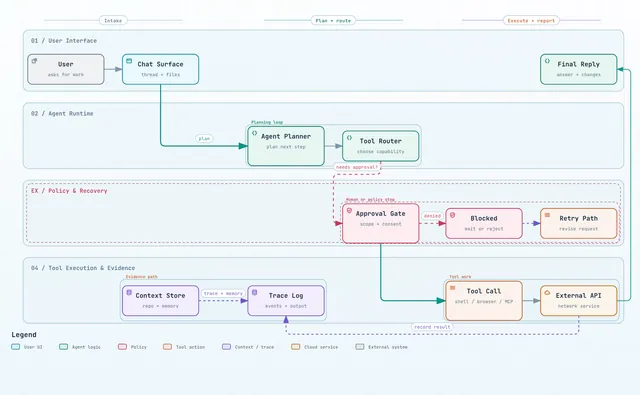 Intake
Plan + route
Execute + report
01 / User Interface
User
asks for work
Chat Surface
thread + files
Final Reply
answer + changes
02 / Agent Runtime
Planning loop
plan
Agent Planner
plan next step
Tool Router
choose capability
needs approval?
EX / Policy & Recovery
Human or policy stop
Approval Gate
scope + consent
denied
Blocked
wait or reject
Retry Path
revise request
04 / Tool Execution & Evidence
Evidence path
Context Store
repo + memory
trace + memory
Trace Log
events + output
Tool work
Tool Call
shell / browser / MCP
External API
network service
record result
Legend
User UI
Agent logic
Policy
Tool action
Context / trace
Cloud service
External system